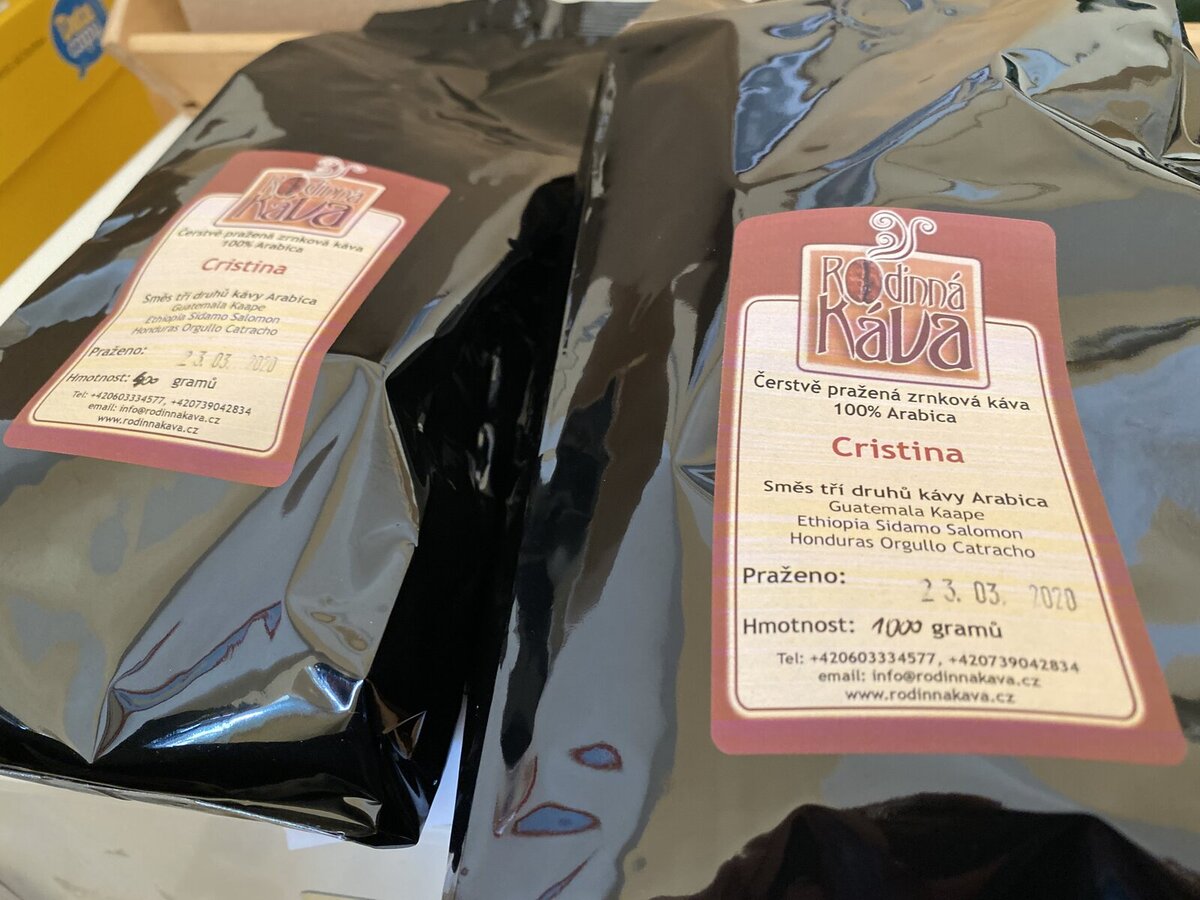 Rodinná
Káva
Čerstvě pražená zrnková káva
100% Arabica
Cristina
Směs tří druhů kávy Arabica
Guatemala Kaape
Ethiopia Sidamo Salomon
Honduras Orgullo Catracho
Praženo: 23.03. 2020
Hmotnost: gramů
Tel: +420603334577, +420739042834
email: info@rodinnakava.cz
www.rodinnakava.cz
Rodinná
Káva
Čerstvě pražená zrnková káva
100% Arabica
Cristina
Směs tří druhů kávy Arabica
Guatemala Kaape
Ethiopia Sidamo Salomon
Honduras Orgullo Catracho
Praženo: 23. 03. 2020
Hmotnost: 1000 gramů
Tel: +420603334577, +420739042834
email: info@rodinnakava.cz
www.rodinnakava.cz